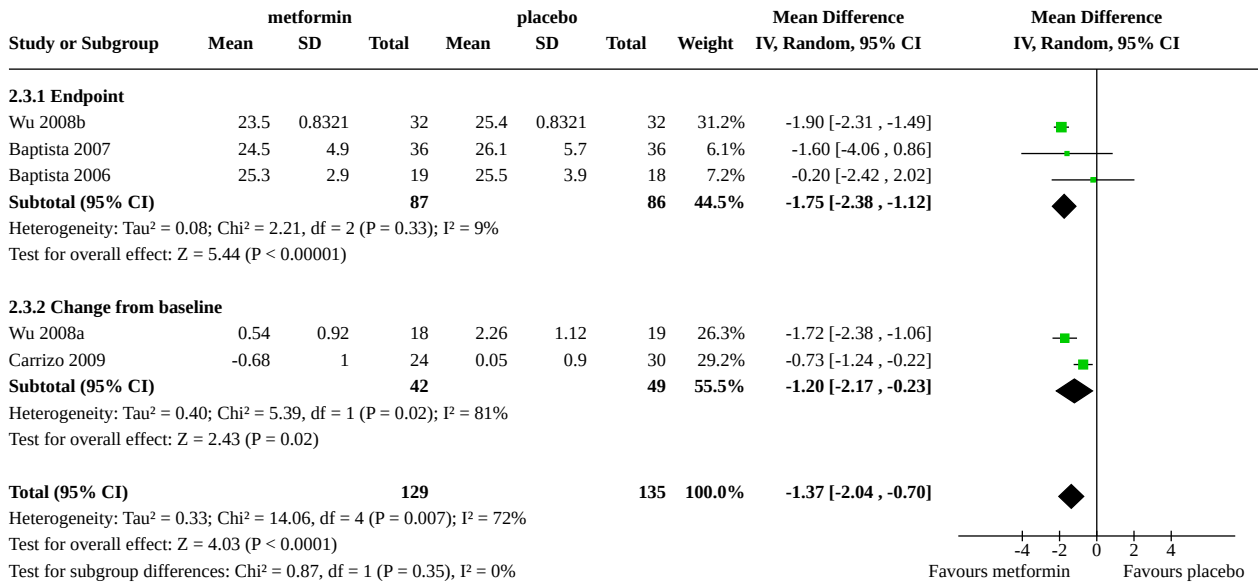 metformin placebo Mean Difference Mean Difference
Study or Subgroup Mean SD Total Mean SD Total Weight IV, Random, 95% CI IV, Random, 95% CI
2.3.1 Endpoint
Wu 2008b 23.5 0.8321 32 25.4 0.8321 32 31.2% -1.90 [-2.31 , -1.49]
Baptista 2007 24.5 4.9 36 26.1 5.7 36 6.1% -1.60 [-4.06 , 0.86]
Baptista 2006 25.3 2.9 19 25.5 3.9 18 7.2% -0.20 [-2.42 , 2.02]
Subtotal (95% CI) 87 86 44.5% -1.75 [-2.38 , -1.12]
Heterogeneity: Tau² = 0.08; Chi² = 2.21, df = 2 (P = 0.33); I² = 9%
Test for overall effect: Z = 5.44 (P < 0.00001)
2.3.2 Change from baseline
Wu 2008a 0.54 0.92 18 2.26 1.12 19 26.3% -1.72 [-2.38 , -1.06]
Carrizo 2009 -0.68 1 24 0.05 0.9 30 29.2% -0.73 [-1.24 , -0.22]
Subtotal (95% CI) 42 49 55.5% -1.20 [-2.17 , -0.23]
Heterogeneity: Tau² = 0.40; Chi² = 5.39, df = 1 (P = 0.02); I² = 81%
Test for overall effect: Z = 2.43 (P = 0.02)
Total (95% CI) 129 135 100.0% -1.37 [-2.04 , -0.70]
Heterogeneity: Tau² = 0.33; Chi² = 14.06, df = 4 (P = 0.007); I² = 72%
Test for overall effect: Z = 4.03 (P < 0.0001) -4 -2 0 2 4
Test for subgroup differences: Chi² = 0.87, df = 1 (P = 0.35), I² = 0% Favours metformin Favours placebo